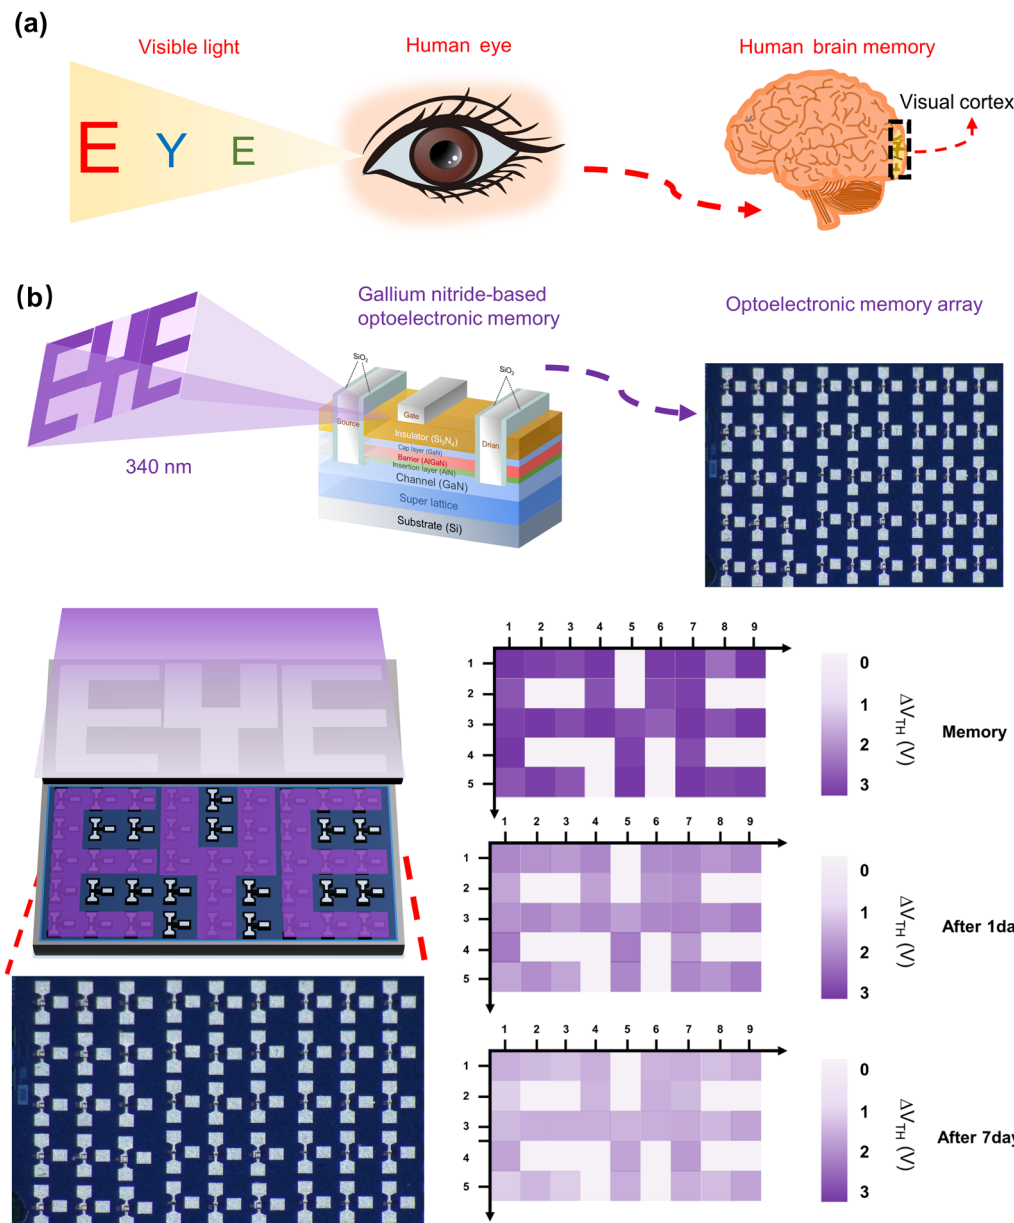 (a)
Visible light
Human eye
Human brain memory
E Y E
Visual cortex
(b)
Gallium nitride-based
optoelectronic memory
Optoelectronic memory array
EYE
340 nm
SiO₂
SiO₂
Source
Gate
Drian
Insulator (Si₃N₄)
Cap layer (GaN)
Barrier (AlGaN)
Insertion layer (AlN)
Channel (GaN)
Super lattice
Substrate (Si)
EYE
1 2 3 4 5 6 7 8 9
1
2
3
4
5
0
1
2
3
ΔV_TH (V)
Memory
1 2 3 4 5 6 7 8 9
1
2
3
4
5
0
1
2
3
ΔV_TH (V)
After 1da
1 2 3 4 5 6 7 8 9
1
2
3
4
5
0
1
2
3
ΔV_TH (V)
After 7day